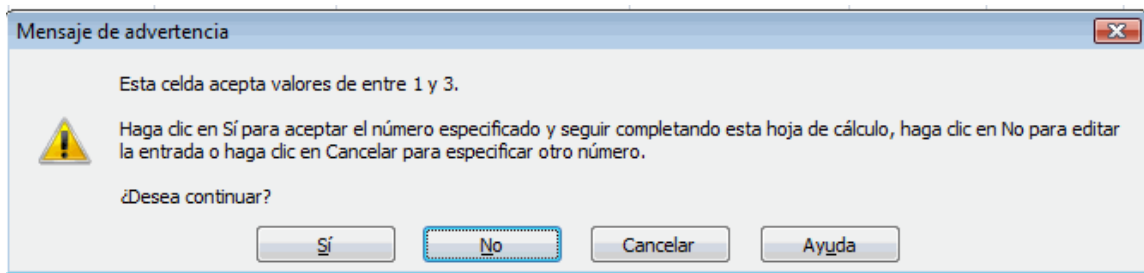 Mensaje de advertencia
Esta celda acepta valores de entre 1 y 3.
Haga clic en Sí para aceptar el número especificado y seguir completando esta hoja de cálculo, haga clic en No para editar
la entrada o haga clic en Cancelar para especificar otro número.
¿Desea continuar?
Sí No Cancelar Ayuda